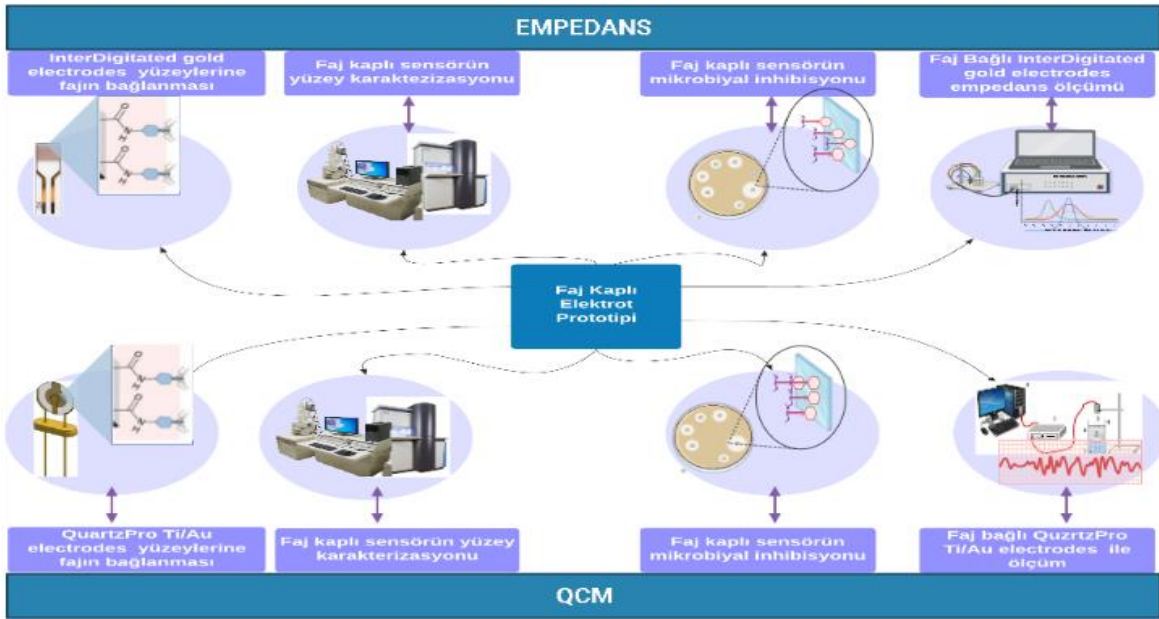 EMPEDANS
InterDigitated gold
electrodes yüzeylerine
fajın bağlanması
Faj kaplı sensörün
yüzey karaktezizasyonu
Faj kaplı sensörün
mikrobiyal inhibisyonu
Faj Bağlı InterDigitated
gold electrodes
empedans ölçümü
Faj Kaplı
Elektrot
Prototipi
QuartzPro Ti/Au
electrodes yüzeylerine
fajın bağlanması
Faj kaplı sensörün yüzey
karakterizasyonu
Faj kaplı sensörün
mikrobiyal inhibisyonu
Faj bağlı QuzrtzPro
Ti/Au electrodes ile
ölçüm
QCM